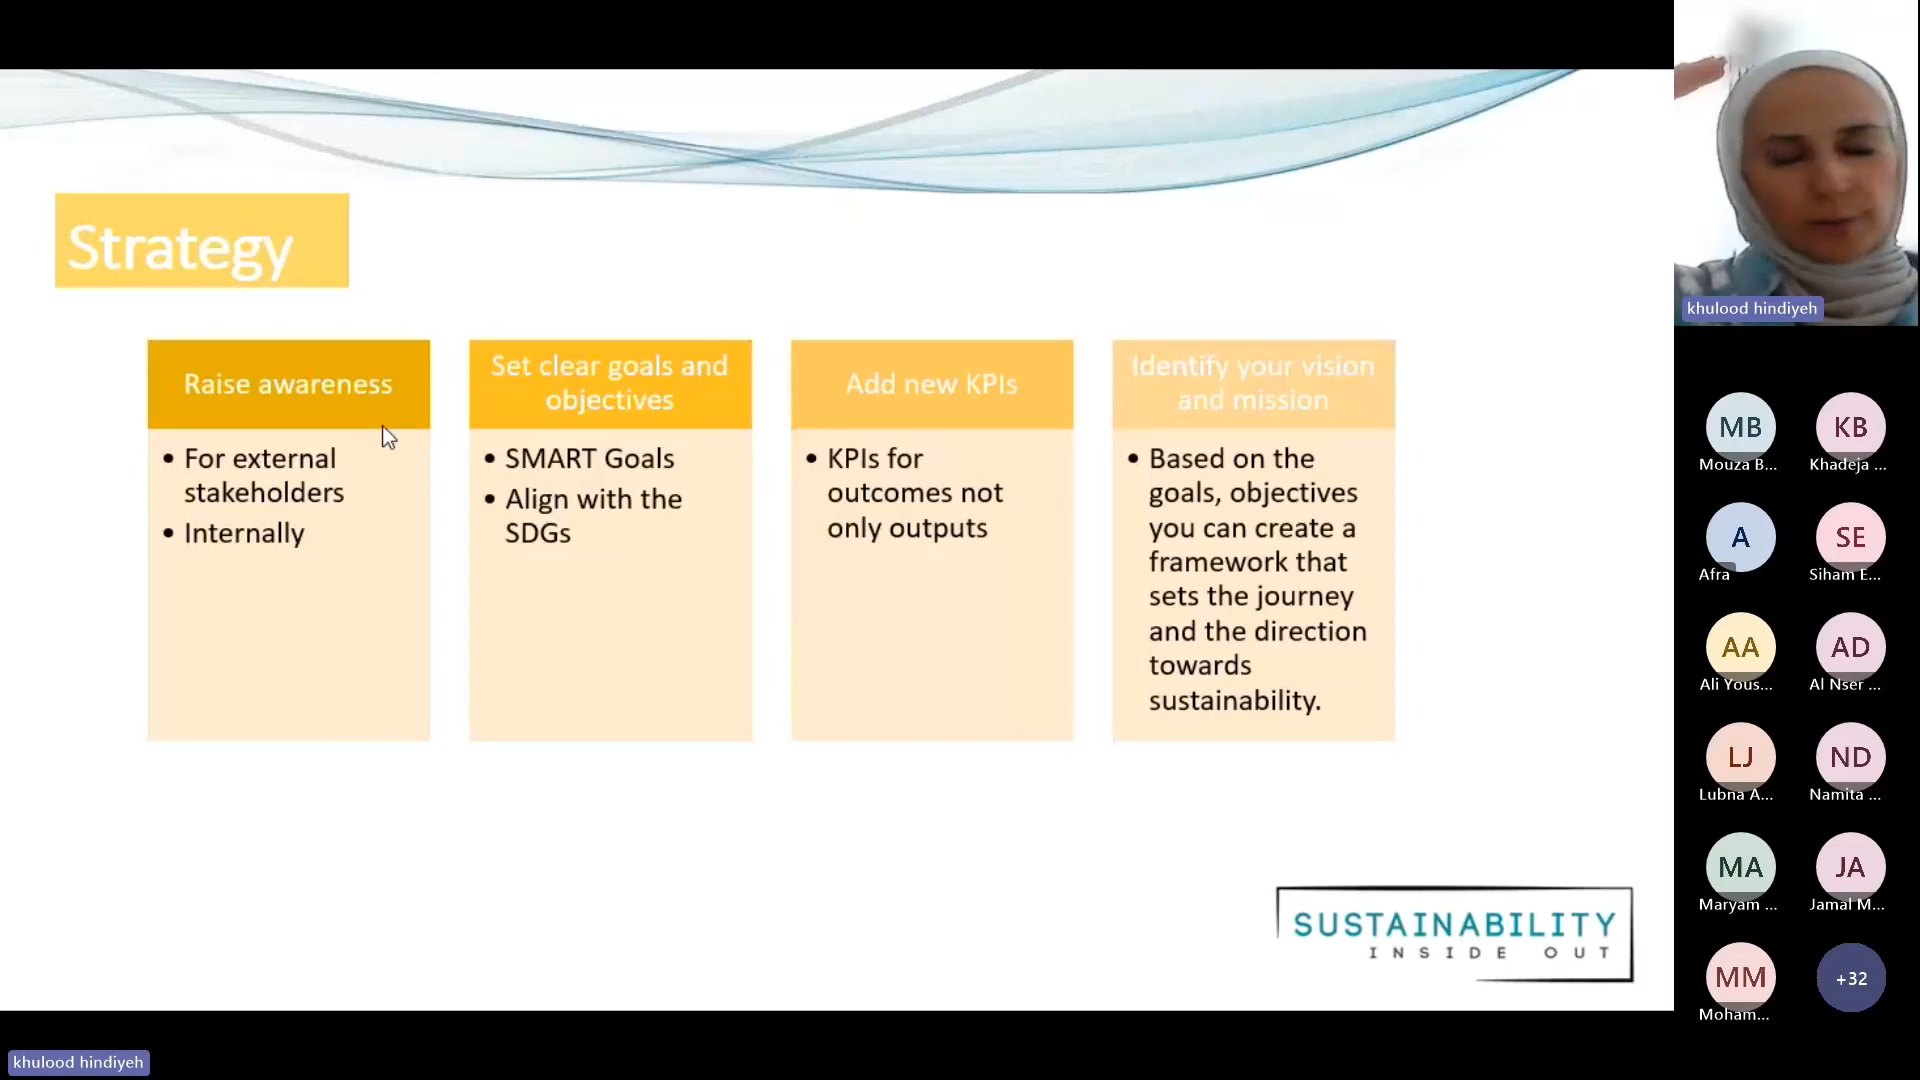 Strategy
Raise awareness
• For external
stakeholders
• Internally
Set clear goals and
objectives
• SMART Goals
• Align with the
SDGs
Add new KPIs
• KPIs for
outcomes not
only outputs
Identify your vision
and mission
• Based on the
goals, objectives
you can create a
framework that
sets the journey
and the direction
towards
sustainability.
SUSTAINABILITY
INSIDE OUT
khulood hindiyeh
khulood hindiyeh
MB
Mouza B...
KB
Khadeja ...
A
Afra
SE
Siham E...
AA
Ali Yous...
AD
Al Nser ...
LJ
Lubna A...
ND
Namita ...
MA
Maryam ...
JA
Jamal M...
MM
Moham...
+32